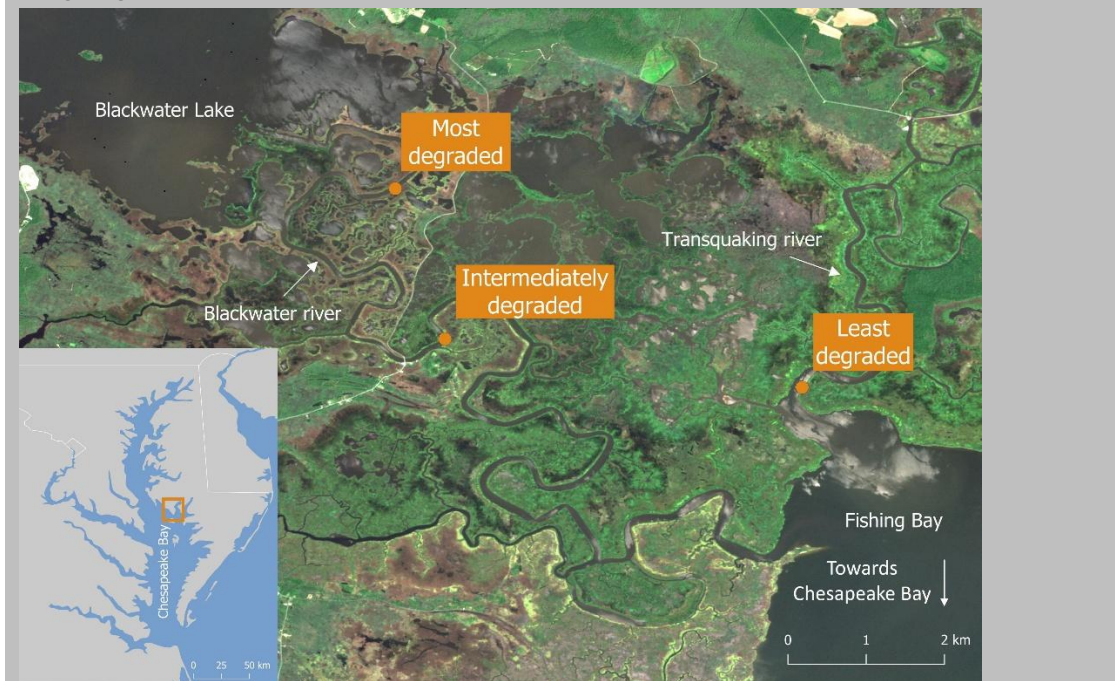 Blackwater Lake
Most
degraded
Transquaking river
Intermediately
degraded
Blackwater river
Least
degraded
Fishing Bay
Towards
Chesapeake Bay
0 1 2 km
Chesapeake Bay
0 25 50 km